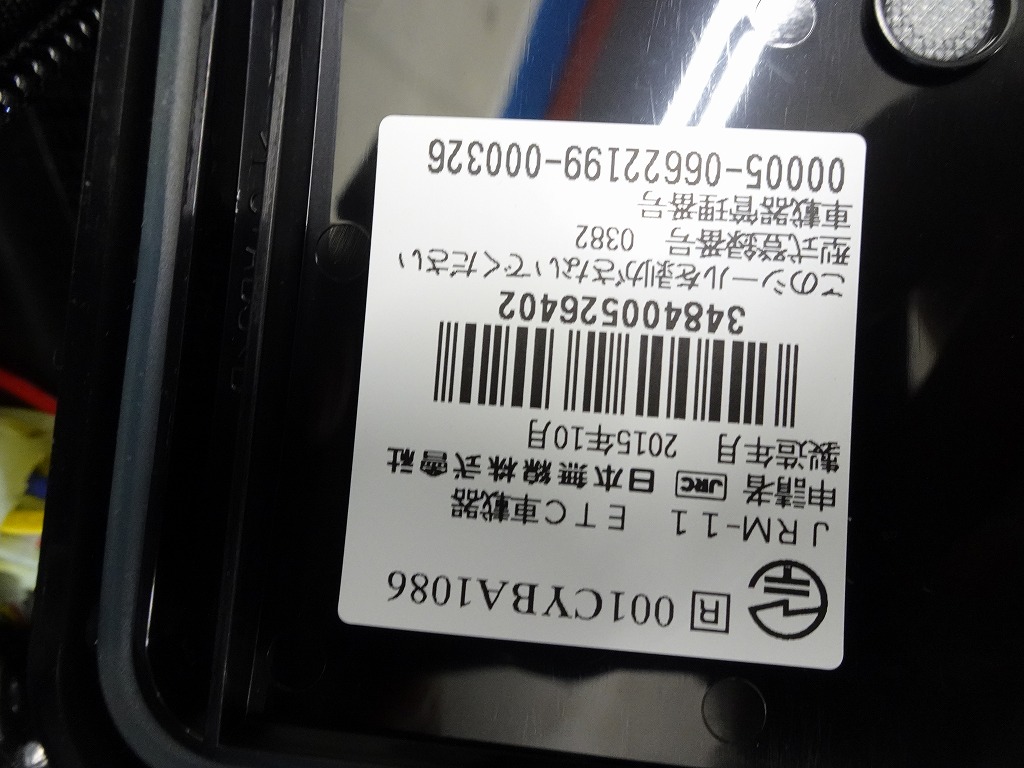 R 001CYBA1086
JRM-11 ETC車載器
申請者 JRC 日本無線株式會社
製造年月 2015年10月
348400526402
このシールを剥がさないでください
型式登録番号 0382
車載器管理番号
00005-06622199-000326